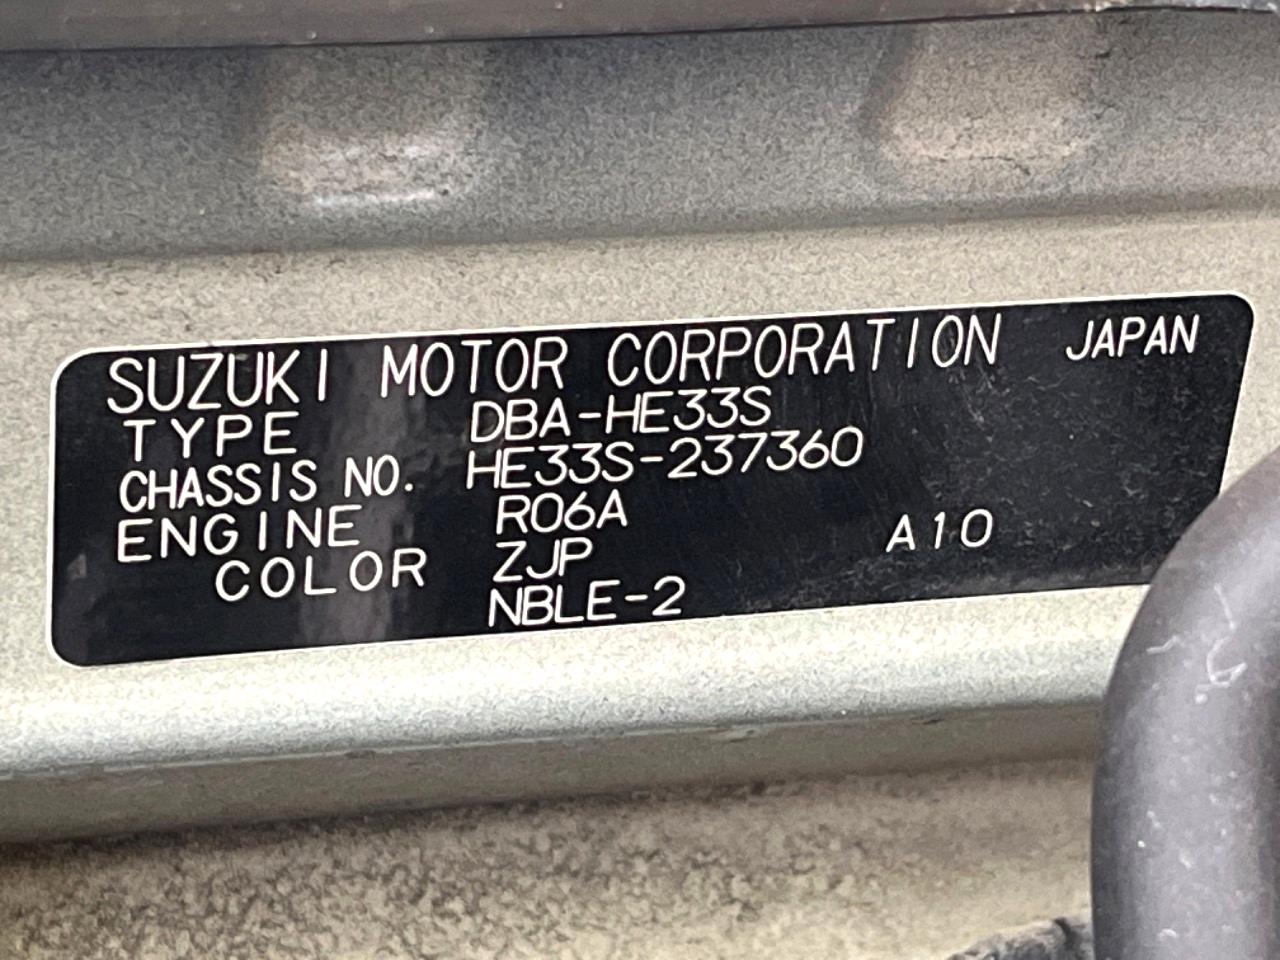 SUZUKI MOTOR CORPORATION JAPAN
TYPE DBA-HE33S
CHASSIS NO. HE33S-237360
ENGINE R06A
COLOR ZJP A10
NBLE-2